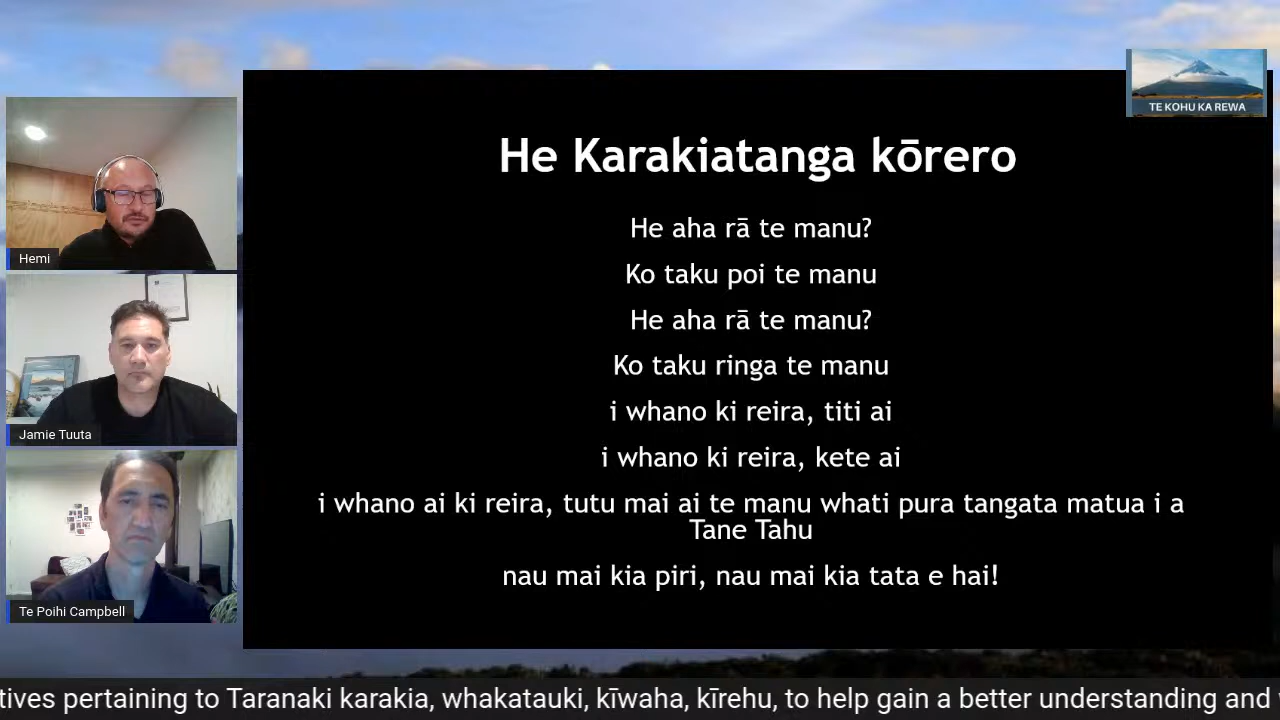 TE KOHU KA REWA
He Karakiatanga kōrero
He aha rā te manu?
Ko taku poi te manu
He aha rā te manu?
Ko taku ringa te manu
i whano ki reira, titi ai
i whano ki reira, kete ai
i whano ai ki reira, tutu mai ai te manu whati pura tangata matua i a
Tane Tahu
nau mai kia piri, nau mai kia tata e hai!
Hemi
Jamie Tuuta
Te Poihi Campbell
tives pertaining to Taranaki karakia, whakatauki, kīwaha, kīrehu, to help gain a better understanding and